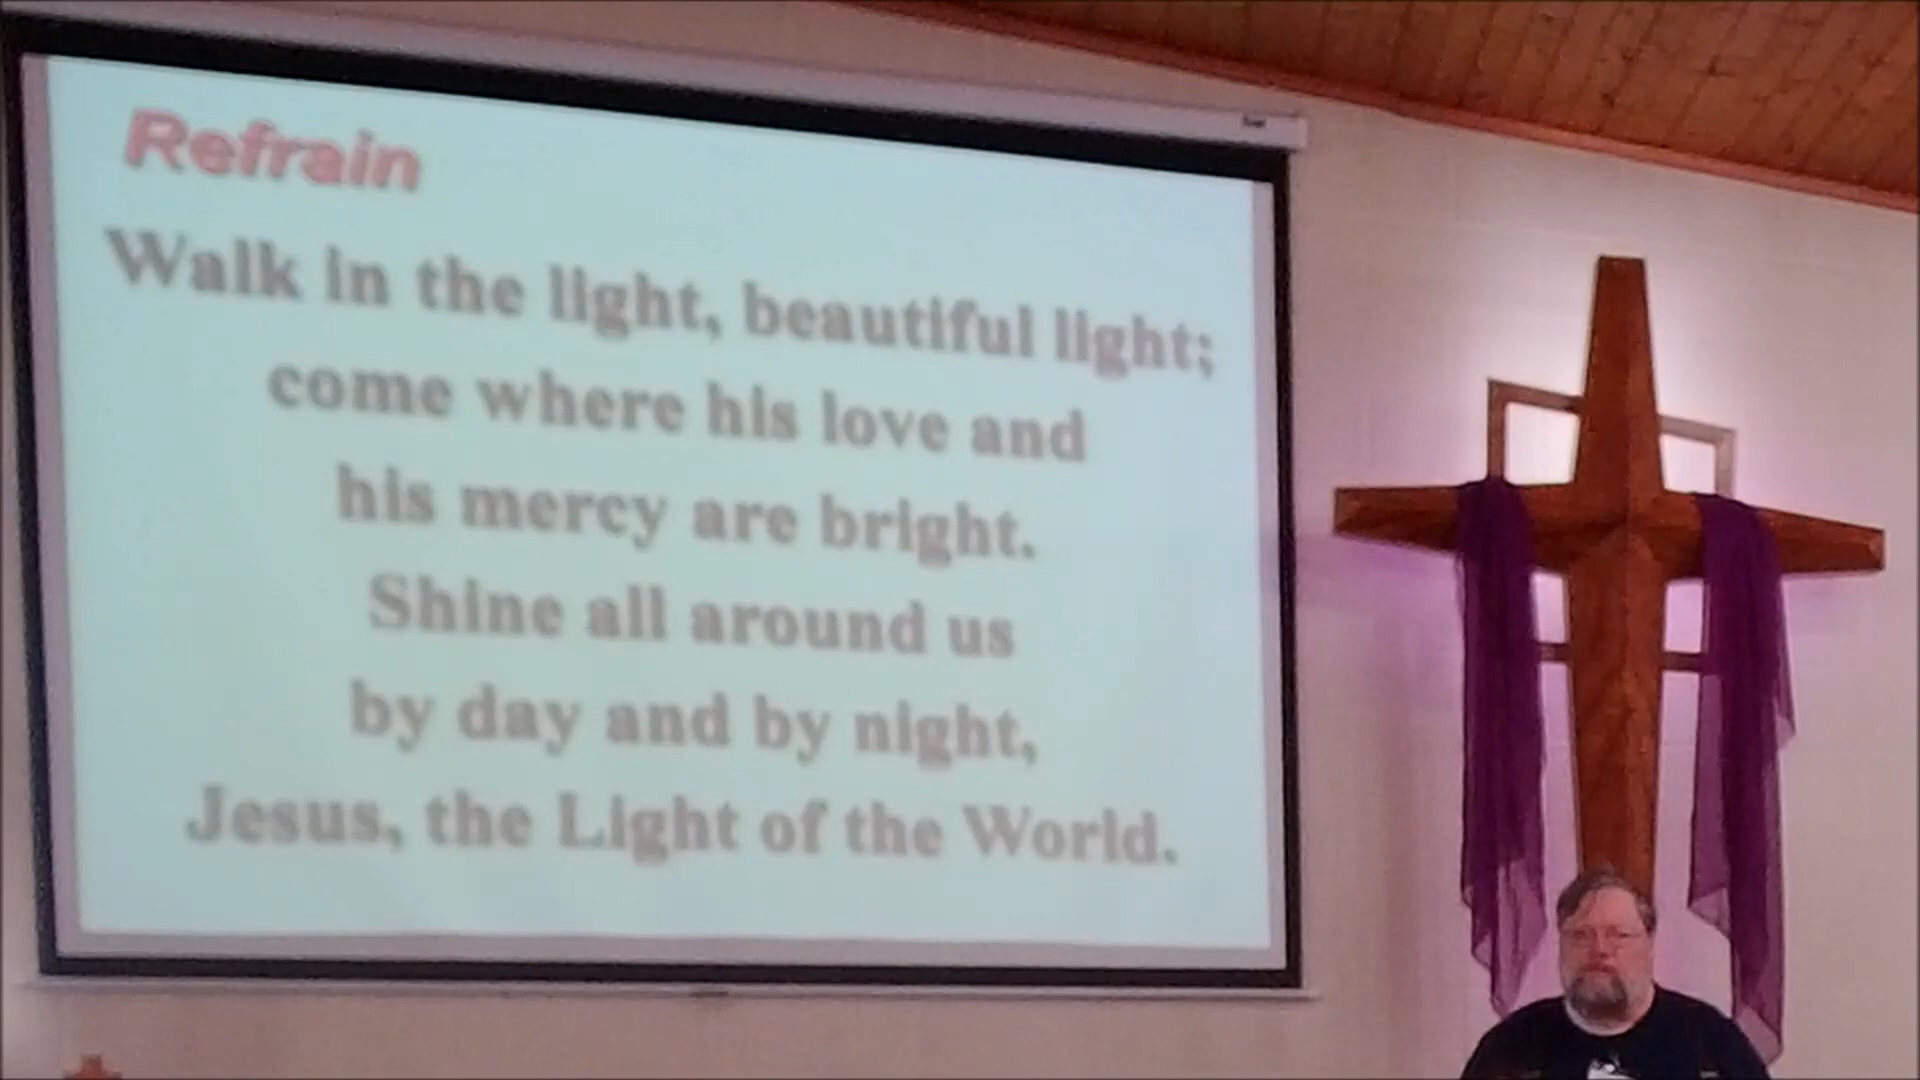 Refrain
Walk in the light, beautiful light;
come where his love and
his mercy are bright.
Shine all around us
by day and by night,
Jesus, the Light of the World.